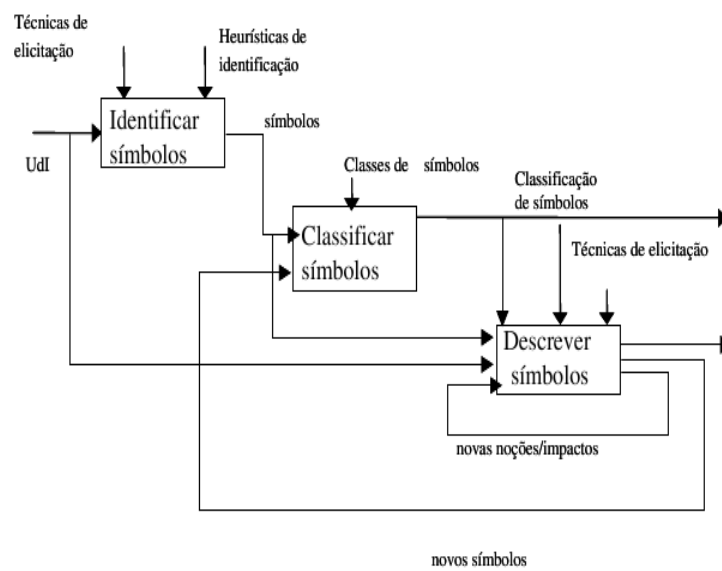 Técnicas de
elicitação
Heurísticas de
identificação
Identificar
símbolos
símbolos
UdI
Classes de símbolos
Classificação
de símbolos
Classificar
símbolos
Técnicas de elicitação
Descrever
símbolos
novas noções/impactos
novos símbolos